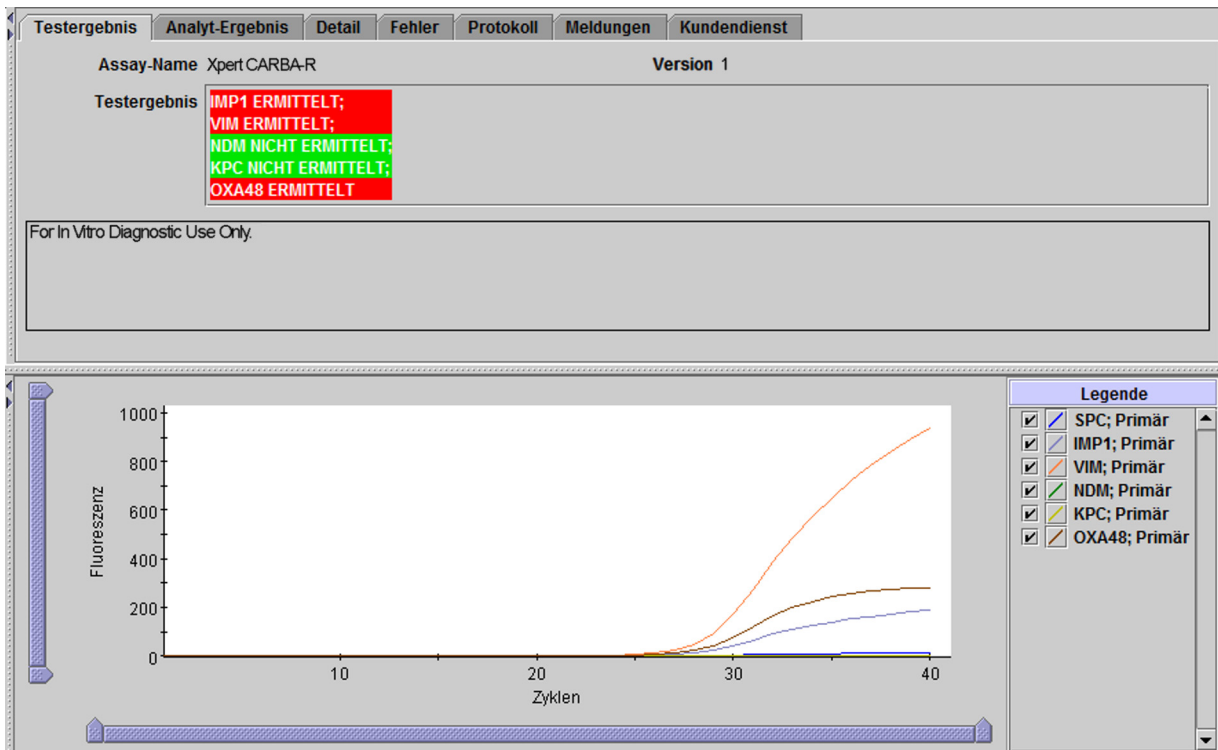 Testergebnis Analyt-Ergebnis Detail Fehler Protokoll Meldungen Kundendienst
Assay-Name Xpert CARBA-R Version 1
Testergebnis IMP1 ERMITTELT;
VIM ERMITTELT;
NDM NICHT ERMITTELT;
KPC NICHT ERMITTELT;
OXA48 ERMITTELT
For In Vitro Diagnostic Use Only.
1000
800
600
400
200
0
Fluoreszenz
10 20 30 40
Zyklen
Legende
SPC; Primär
IMP1; Primär
VIM; Primär
NDM; Primär
KPC; Primär
OXA48; Primär